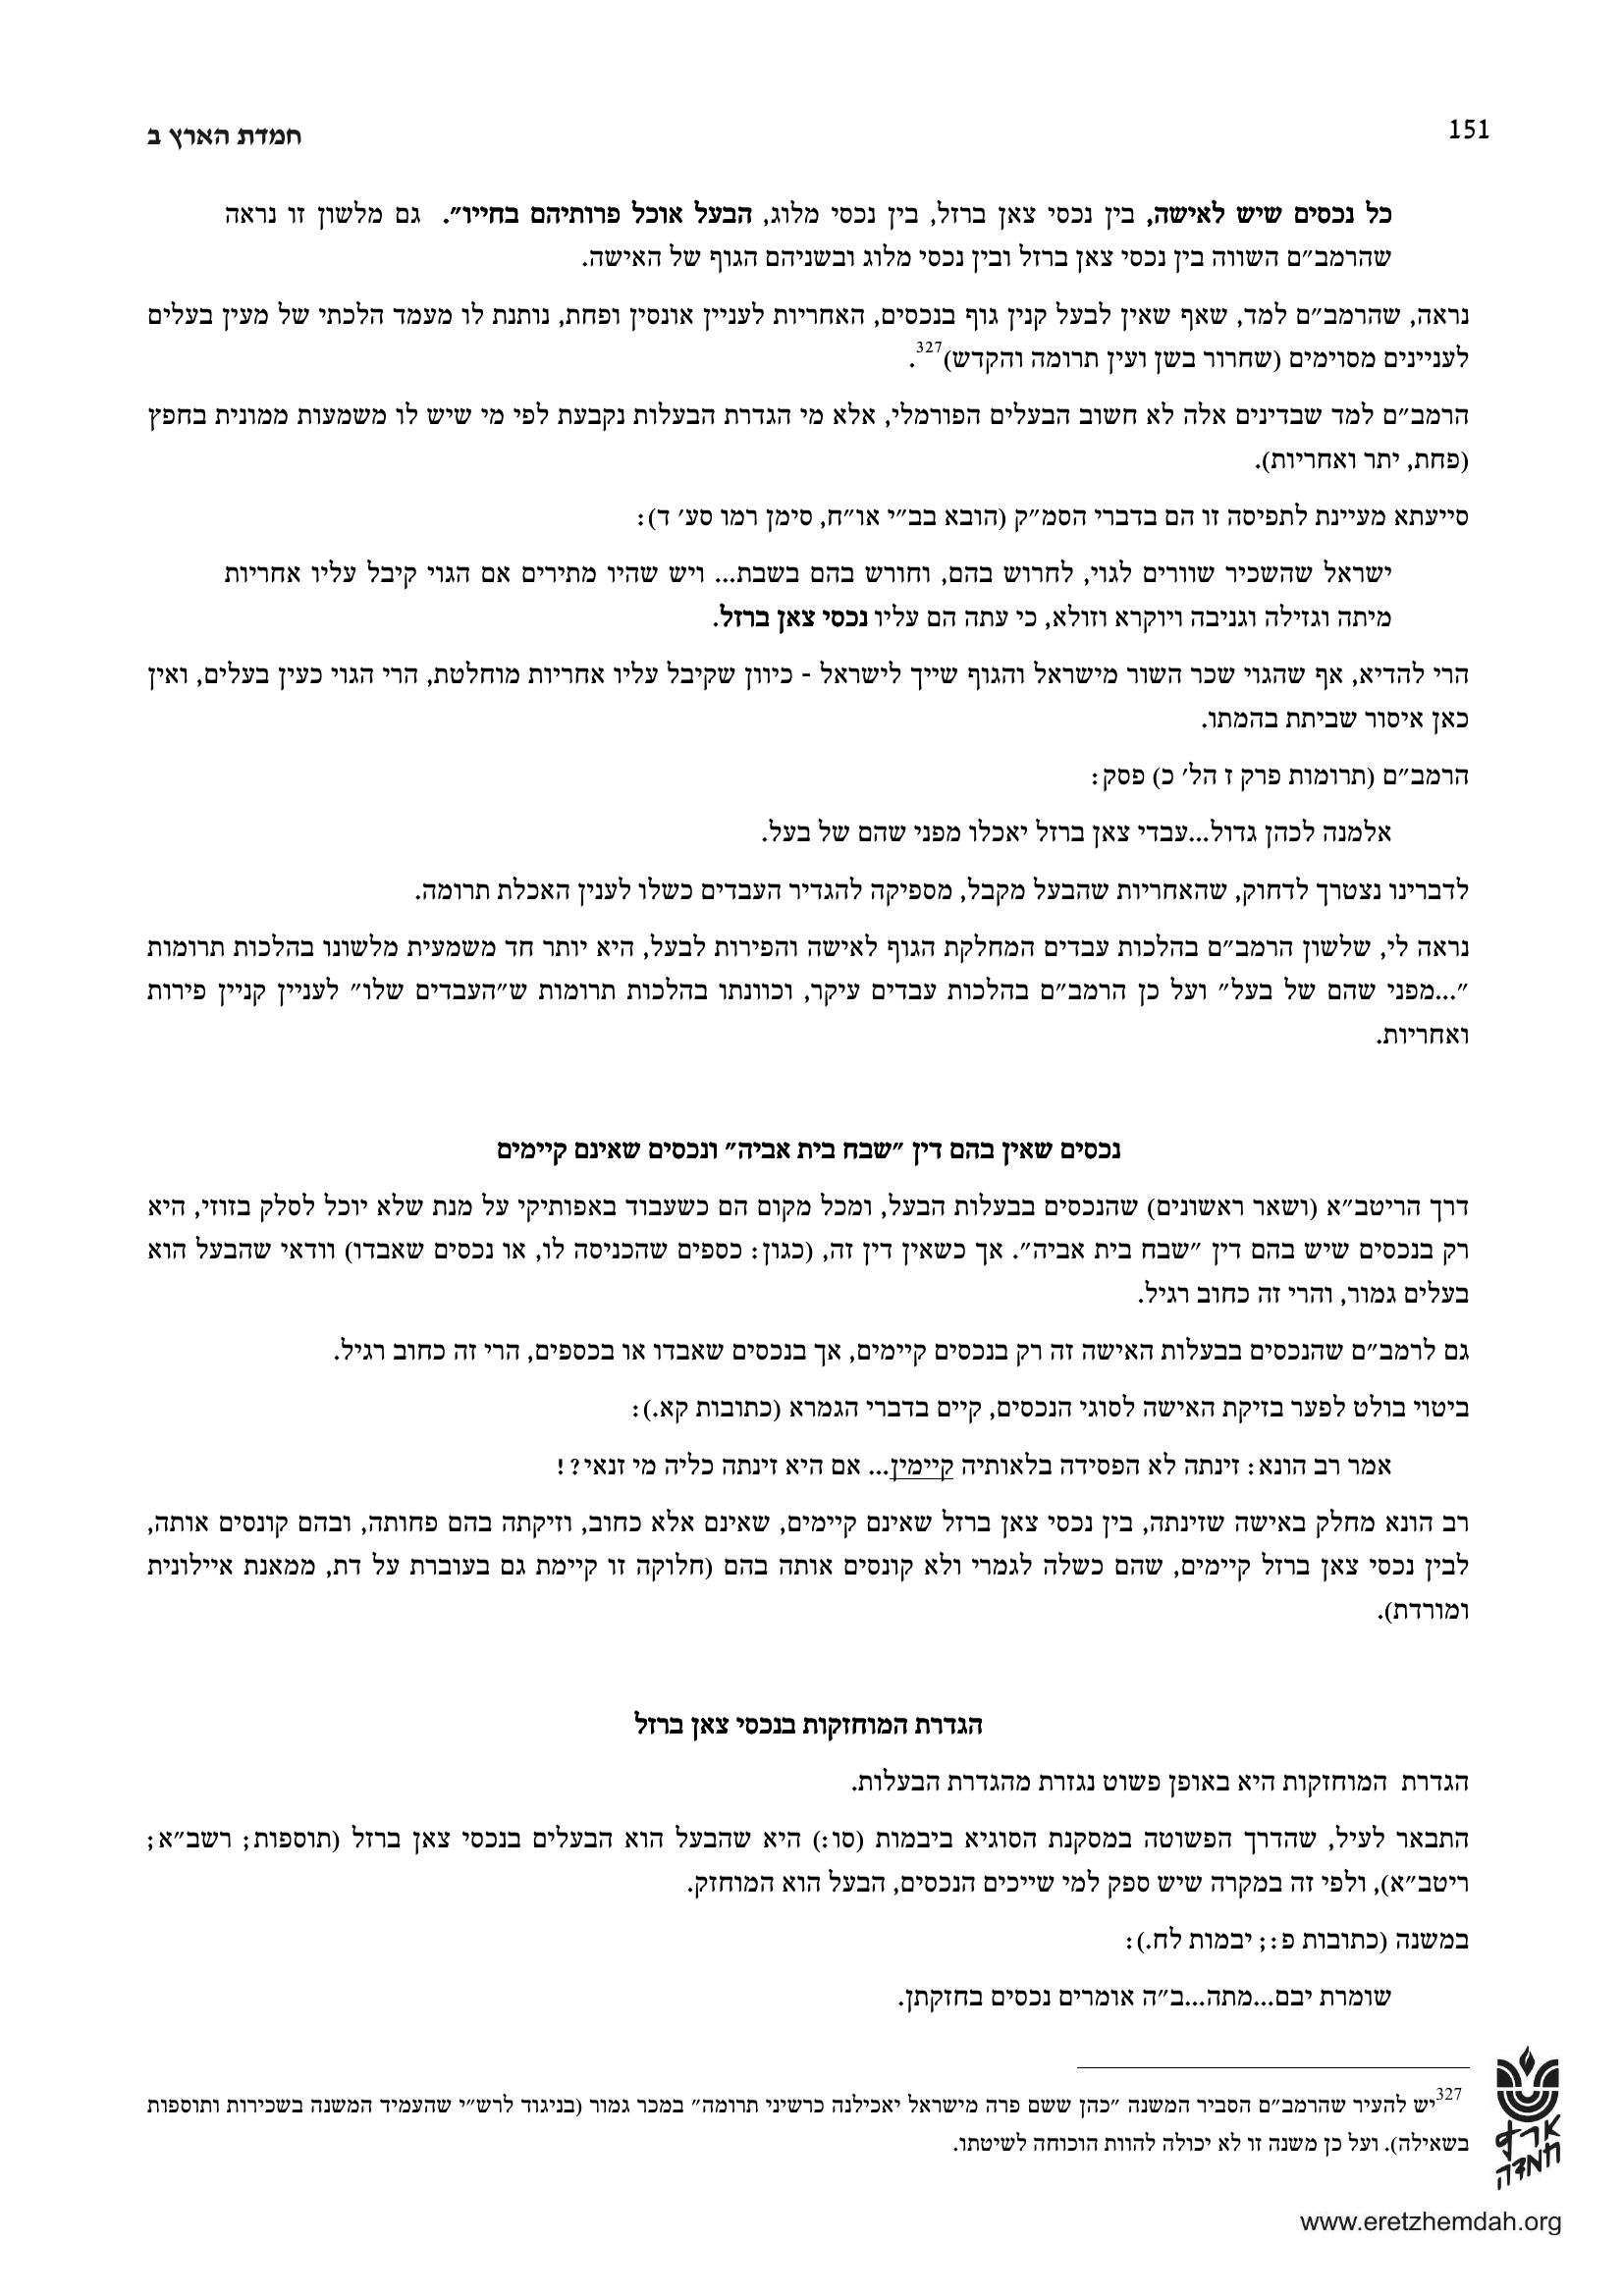 151
חמדת הארץ ב
כל נכסים שיש לאישה, בין נכסי צאן ברזל, בין נכסי מלוג, הבעל אוכל פרותיהם בחייו״. גם מלשון זו נראה
שהרמב״ם השווה בין נכסי צאן ברזל ובין נכסי מלוג ובשניהם הגוף של האישה.
נראה, שהרמב״ם למד, שאף שאין לבעל קנין גוף בנכסים, האחריות לעניין אונסין ופחת, נותנת לו מעמד הלכתי של מעין בעלים
לעניינים מסוימים (שחרור בשן ועין תרומה והקדש)327.
הרמב״ם למד שבדינים אלה לא חשוב הבעלים הפורמלי, אלא מי הגדרת הבעלות נקבעת לפי מי שיש לו משמעות ממונית בחפץ
(פחת, יתר ואחריות).
סייעתא מעיינת לתפיסה זו הם בדברי הסמ״ק (הובא בב״י או״ח, סימן רמו סע׳ ד):
ישראל שהשכיר שוורים לגוי, לחרוש בהם, וחורש בהם בשבת... ויש שהיו מתירים אם הגוי קיבל עליו אחריות
מיתה וגזילה וגניבה ויוקרא וזולא, כי עתה הם עליו נכסי צאן ברזל.
הרי להדיא, אף שהגוי שכר השור מישראל והגוף שייך לישראל - כיוון שקיבל עליו אחריות מוחלטת, הרי הגוי כעין בעלים, ואין
כאן איסור שביתת בהמתו.
הרמב״ם (תרומות פרק ז הל׳ כ) פסק:
אלמנה לכהן גדול...עבדי צאן ברזל יאכלו מפני שהם של בעל.
לדברינו נצטרך לדחוק, שהאחריות שהבעל מקבל, מספיקה להגדיר העבדים כשלו לענין האכלת תרומה.
נראה לי, שלשון הרמב״ם בהלכות עבדים המחלקת הגוף לאישה והפירות לבעל, היא יותר חד משמעית מלשונו בהלכות תרומות
״...מפני שהם של בעל״ ועל כן הרמב״ם בהלכות עבדים עיקר, וכוונתו בהלכות תרומות ש״העבדים שלו״ לעניין קניין פירות
ואחריות.
נכסים שאין בהם דין ״שבח בית אביה״ ונכסים שאינם קיימים
דרך הריטב״א (ושאר ראשונים) שהנכסים בבעלות הבעל, ומכל מקום הם כשעבוד באפותיקי על מנת שלא יוכל לסלק בזוזי, היא
רק בנכסים שיש בהם דין ״שבח בית אביה״. אך כשאין דין זה, (כגון: כספים שהכניסה לו, או נכסים שאבדו) וודאי שהבעל הוא
בעלים גמור, והרי זה כחוב רגיל.
גם לרמב״ם שהנכסים בבעלות האישה זה רק בנכסים קיימים, אך בנכסים שאבדו או בכספים, הרי זה כחוב רגיל.
ביטוי בולט לפער בזיקת האישה לסוגי הנכסים, קיים בדברי הגמרא (כתובות קא.):
אמר רב הונא: זינתה לא הפסידה בלאותיה קיימין... אם היא זינתה כליה מי זנאי?!
רב הונא מחלק באישה שזינתה, בין נכסי צאן ברזל שאינם קיימים, שאינם אלא כחוב, וזיקתה בהם פחותה, ובהם קונסים אותה,
לבין נכסי צאן ברזל קיימים, שהם כשלה לגמרי ולא קונסים אותה בהם (חלוקה זו קיימת גם בעוברת על דת, ממאנת איילונית
ומורדת).
הגדרת המוחזקות בנכסי צאן ברזל
הגדרת המוחזקות היא באופן פשוט נגזרת מהגדרת הבעלות.
התבאר לעיל, שהדרך הפשוטה במסקנת הסוגיא ביבמות (סו:) היא שהבעל הוא הבעלים בנכסי צאן ברזל (תוספות; רשב״א;
ריטב״א), ולפי זה במקרה שיש ספק למי שייכים הנכסים, הבעל הוא המוחזק.
במשנה (כתובות פ:; יבמות לח.):
שומרת יבם...מתה...ב״ה אומרים נכסים בחזקתן.
327יש להעיר שהרמב״ם הסביר המשנה ״כהן ששם פרה מישראל יאכילנה כרשיני תרומה״ במכר גמור (בניגוד לרש״י שהעמיד המשנה בשכירות ותוספות
בשאילה). ועל כן משנה זו לא יכולה להוות הוכוחה לשיטתו.
ארץ
חמדה
www.eretzhemdah.org